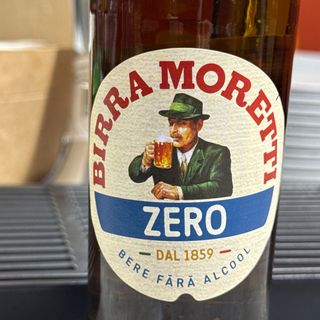 BIRRA MORETTI
ZERO
DAL 1859
BERE FĂRĂ ALCOOL